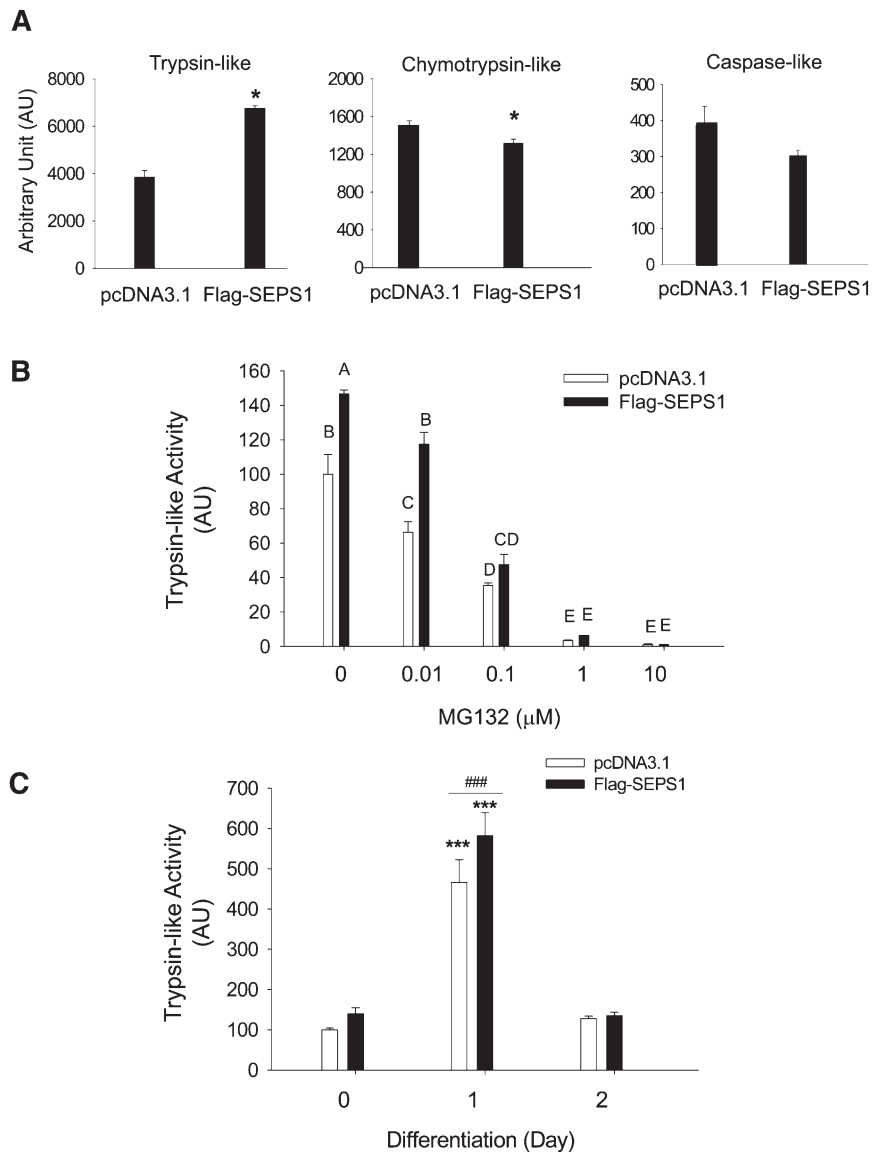 A
Trypsin-like
Chymotrypsin-like
Caspase-like
Arbitrary Unit (AU)
8000
6000
4000
2000
0
*
pcDNA3.1 Flag-SEPS1
2000
1600
1200
800
400
0
*
pcDNA3.1 Flag-SEPS1
500
400
300
200
100
0
pcDNA3.1 Flag-SEPS1
B
Trypsin-like Activity
(AU)
160
140
120
100
80
60
40
20
0
pcDNA3.1
Flag-SEPS1
B A
C B
D CD
E E
E E
0 0.01 0.1 1 10
MG132 (μM)
C
Trypsin-like Activity
(AU)
700
600
500
400
300
200
100
0
pcDNA3.1
Flag-SEPS1
###
*** ***
0 1 2
Differentiation (Day)